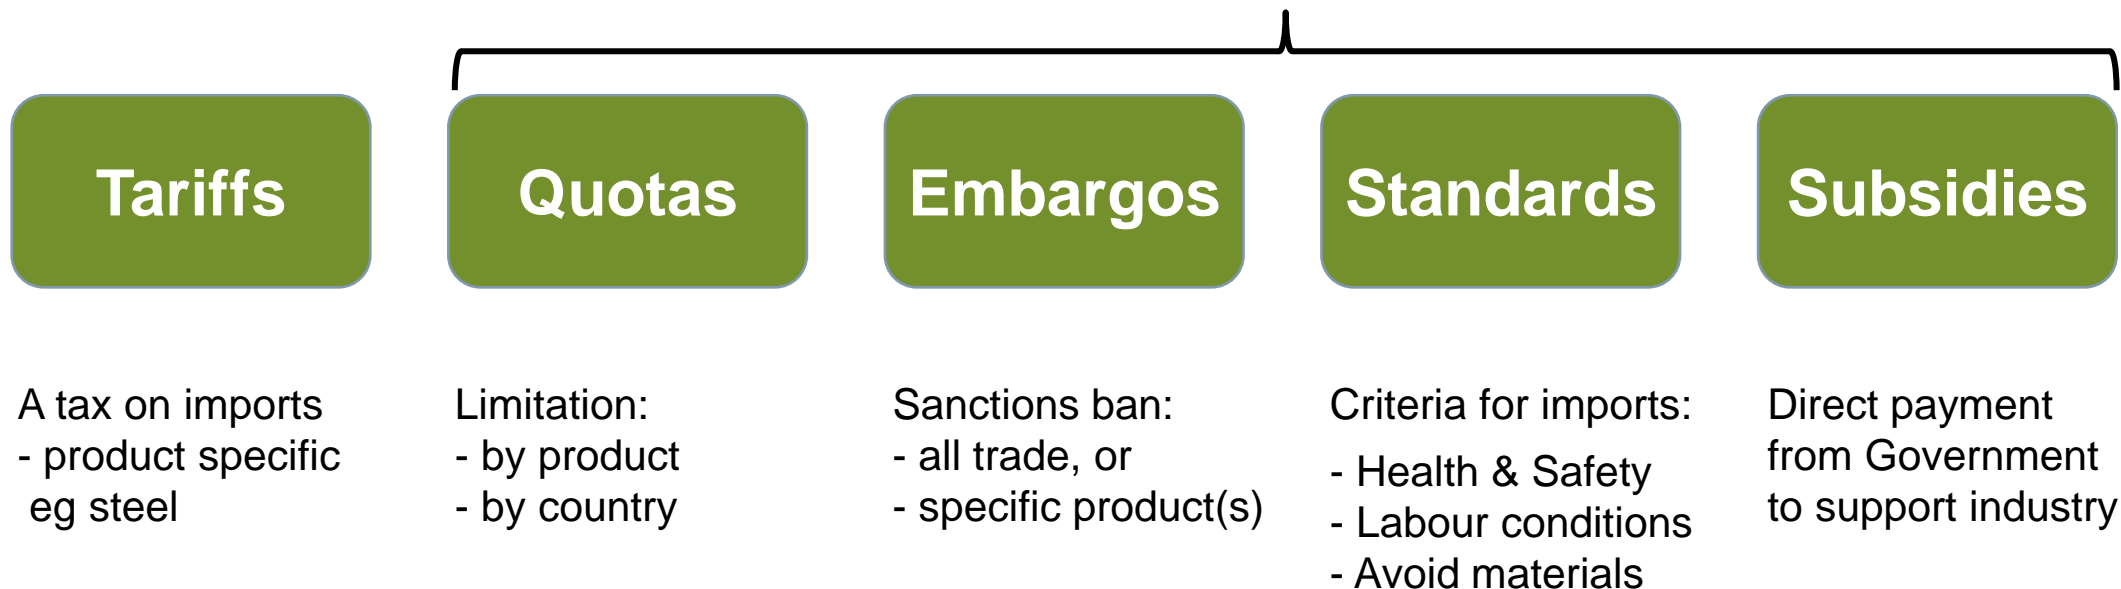 Tariffs
Quotas
Embargos
Standards
Subsidies
A tax on imports
- product specific
eg steel
Limitation:
- by product
- by country
Sanctions ban:
- all trade, or
- specific product(s)
Criteria for imports:
- Health & Safety
- Labour conditions
- Avoid materials
Direct payment
from Government
to support industry